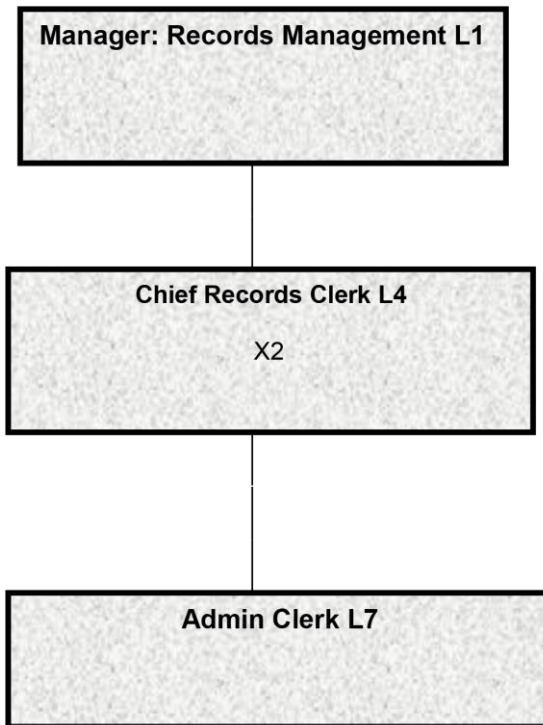 Manager: Records Management L1
Chief Records Clerk L4
X2
Admin Clerk L7